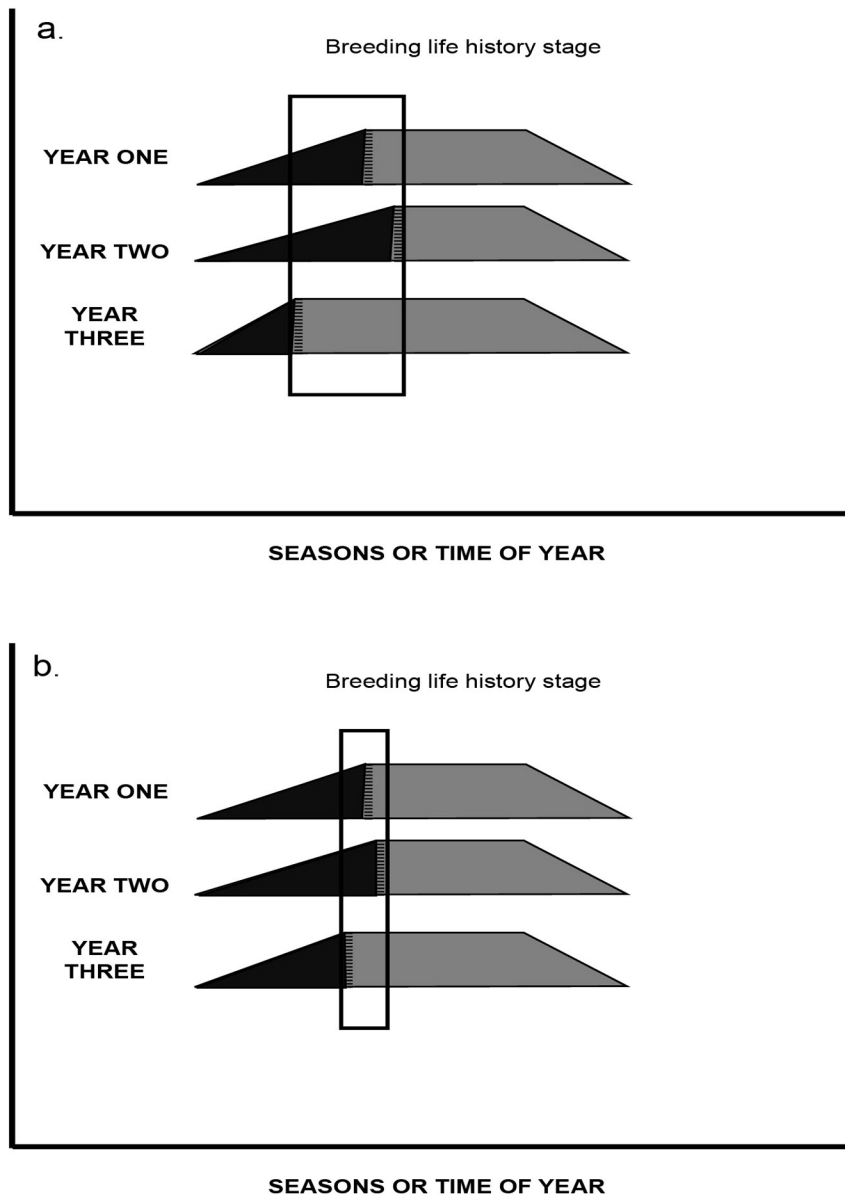 a.
Breeding life history stage
YEAR ONE
YEAR TWO
YEAR
THREE
SEASONS OR TIME OF YEAR
b.
Breeding life history stage
YEAR ONE
YEAR TWO
YEAR
THREE
SEASONS OR TIME OF YEAR